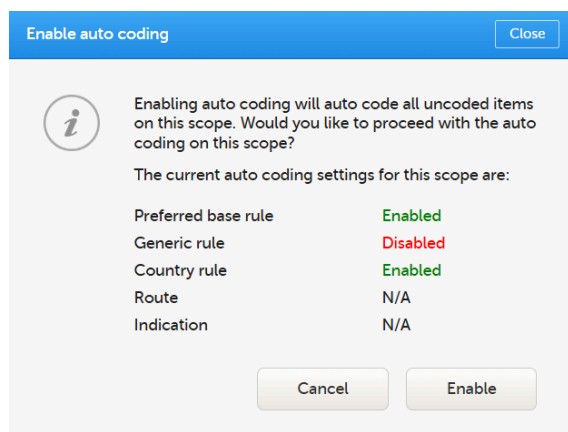 Enable auto coding Close
Enabling auto coding will auto code all uncoded items
on this scope. Would you like to proceed with the auto
coding on this scope?
The current auto coding settings for this scope are:
Preferred base rule Enabled
Generic rule Disabled
Country rule Enabled
Route N/A
Indication N/A
Cancel Enable